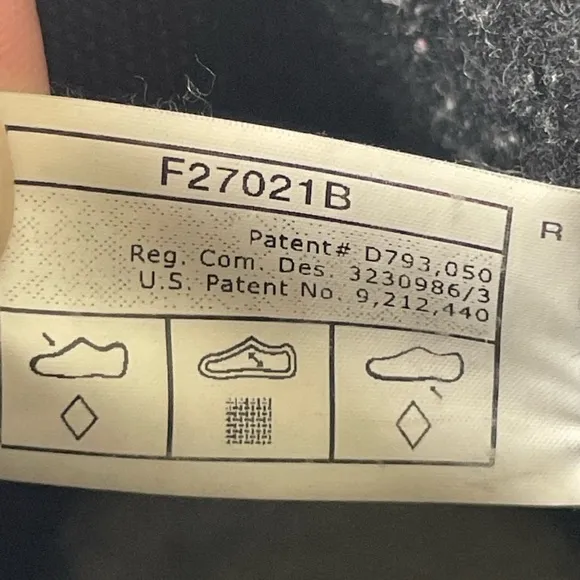 F27021B
R
Patent# D793,050
Reg. Com. Des. 3230986/3
U.S. Patent No. 9,212,440